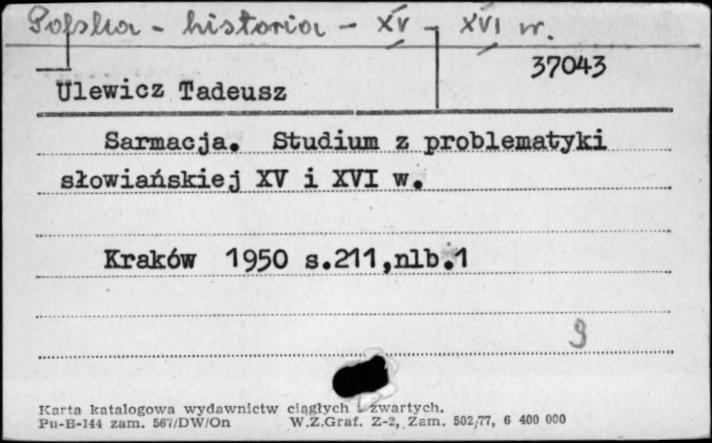 Polska - historia - XV - XVI w.
37043
Ulewicz Tadeusz
Sarmacja. Studium z problematyki
słowiańskiej XV i XVI w.
Kraków 1950 s.211,nlb.1
9
Karta katalogowa wydawnictw ciągłych i zwartych.
Pu-B-144 zam. 567/DW/On W.Z.Graf. Z-2, Zam. 502/77, 6 400 000